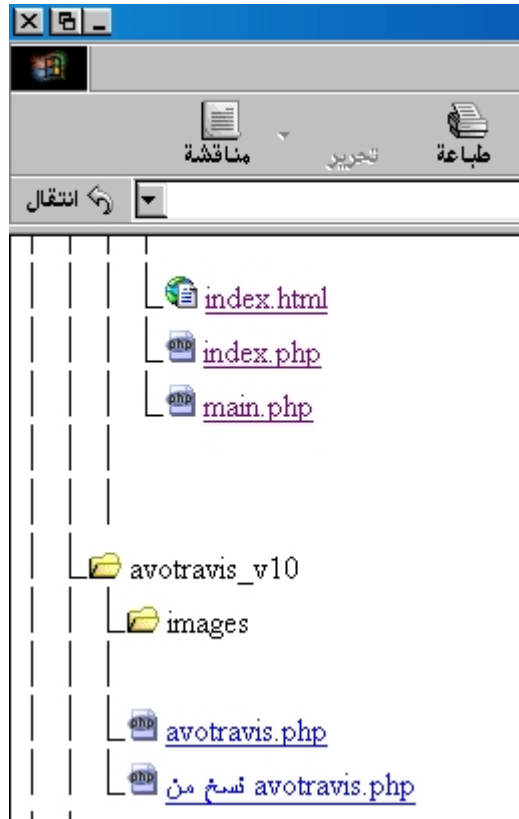 مناقشة تحرير طباعة
انتقال
index.html
index.php
main.php
avotravis_v10
images
avotravis.php
نسخ من avotravis.php